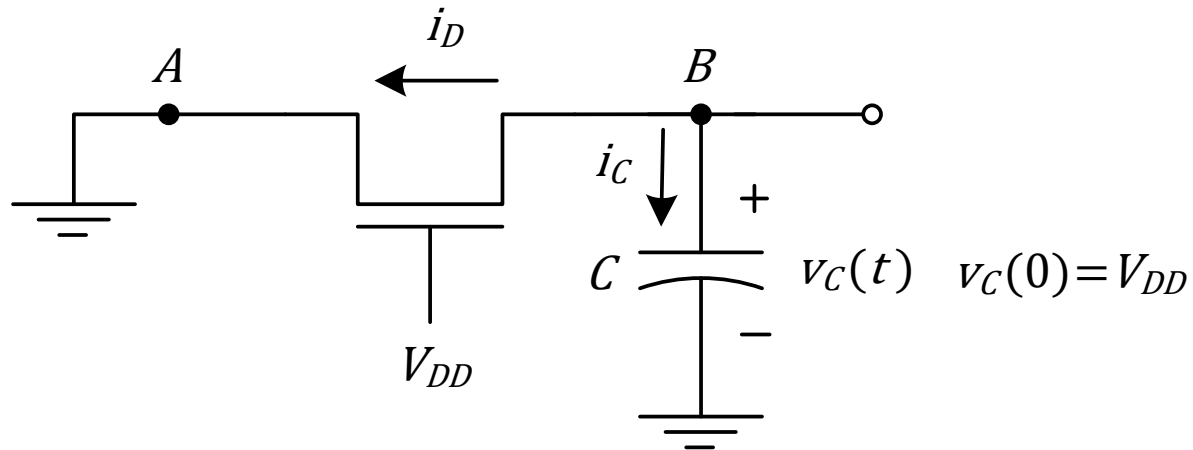 i_D
A
B
i_C
+
C
v_C(t) v_C(0)=V_DD
−
V_DD